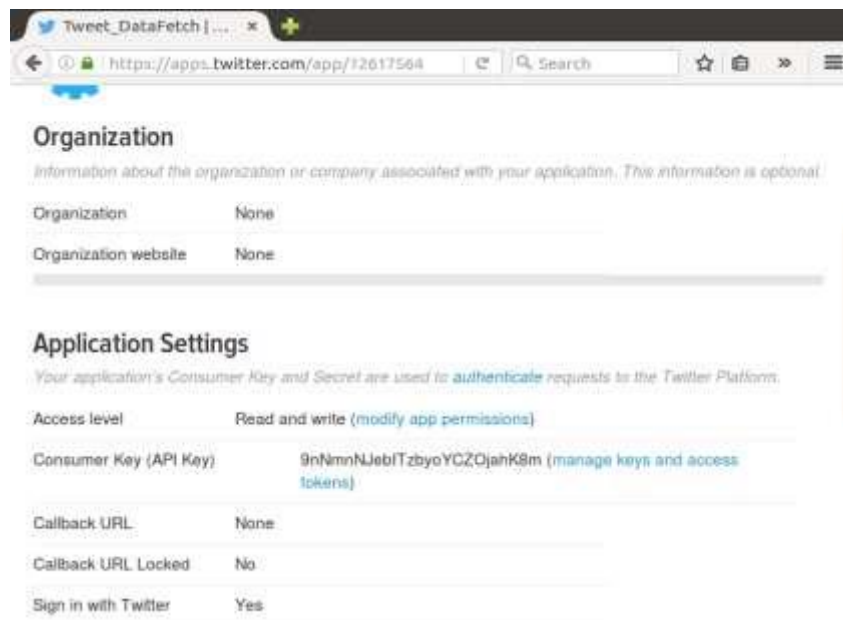 Tweet_DataFetch | ...
https://apps.twitter.com/app/12617564
Search
Organization
Information about the organization or company associated with your application. This information is optional
Organization None
Organization website None
Application Settings
Your application's Consumer Key and Secret are used to authenticate requests to the Twitter Platform.
Access level Read and write (modify app permissions)
Consumer Key (API Key) (manage keys and access
tokens)
Callback URL None
Callback URL Locked No
Sign in with Twitter Yes